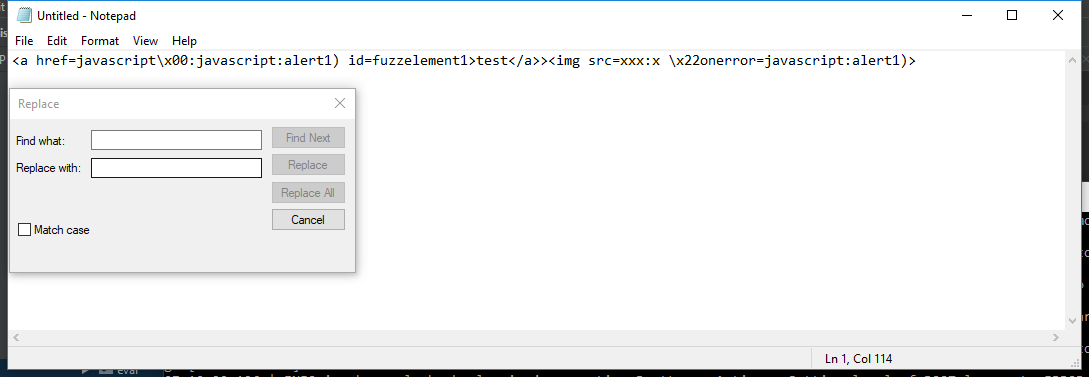 Untitled - Notepad
File Edit Format View Help
<a href=javascript\x00:javascript:alert1) id=fuzzelement1>test</a>><img src=xxx:x \x22onerror=javascript:alert1)>
Replace
Find what:
Find Next
Replace with:
Replace
Replace All
Cancel
Match case
Ln 1, Col 114
eval